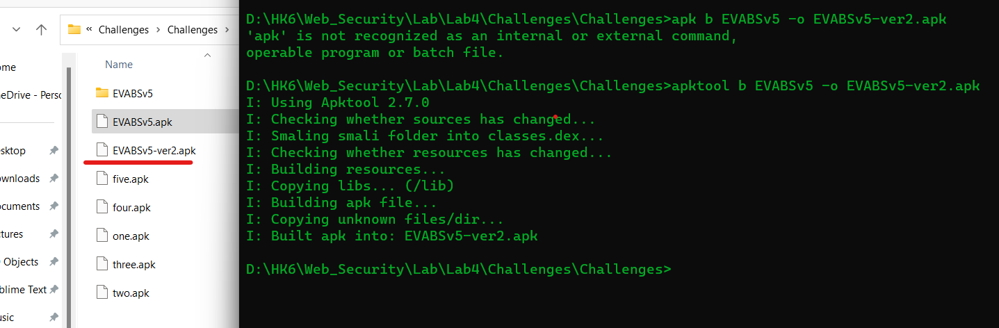 « Challenges › Challenges ›
Name
ome
neDrive - Perso
EVABSv5
EVABSv5.apk
esktop
EVABSv5-ver2.apk
ownloads
five.apk
ocuments
four.apk
ctures
one.apk
Objects
three.apk
blime Text
two.apk
usic
D:\HK6\Web_Security\Lab\Lab4\Challenges\Challenges>apk b EVABSv5 -o EVABSv5-ver2.apk
'apk' is not recognized as an internal or external command,
operable program or batch file.
D:\HK6\Web_Security\Lab\Lab4\Challenges\Challenges>apktool b EVABSv5 -o EVABSv5-ver2.apk
I: Using Apktool 2.7.0
I: Checking whether sources has changed...
I: Smaling smali folder into classes.dex...
I: Checking whether resources has changed...
I: Building resources...
I: Copying libs... (/lib)
I: Building apk file...
I: Copying unknown files/dir...
I: Built apk into: EVABSv5-ver2.apk
D:\HK6\Web_Security\Lab\Lab4\Challenges\Challenges>